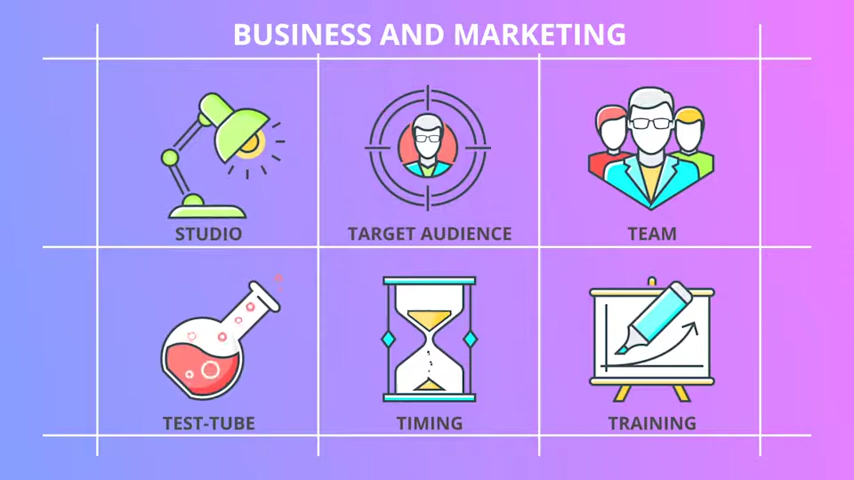 BUSINESS AND MARKETING
STUDIO
TARGET AUDIENCE
TEAM
TEST-TUBE
TIMING
TRAINING